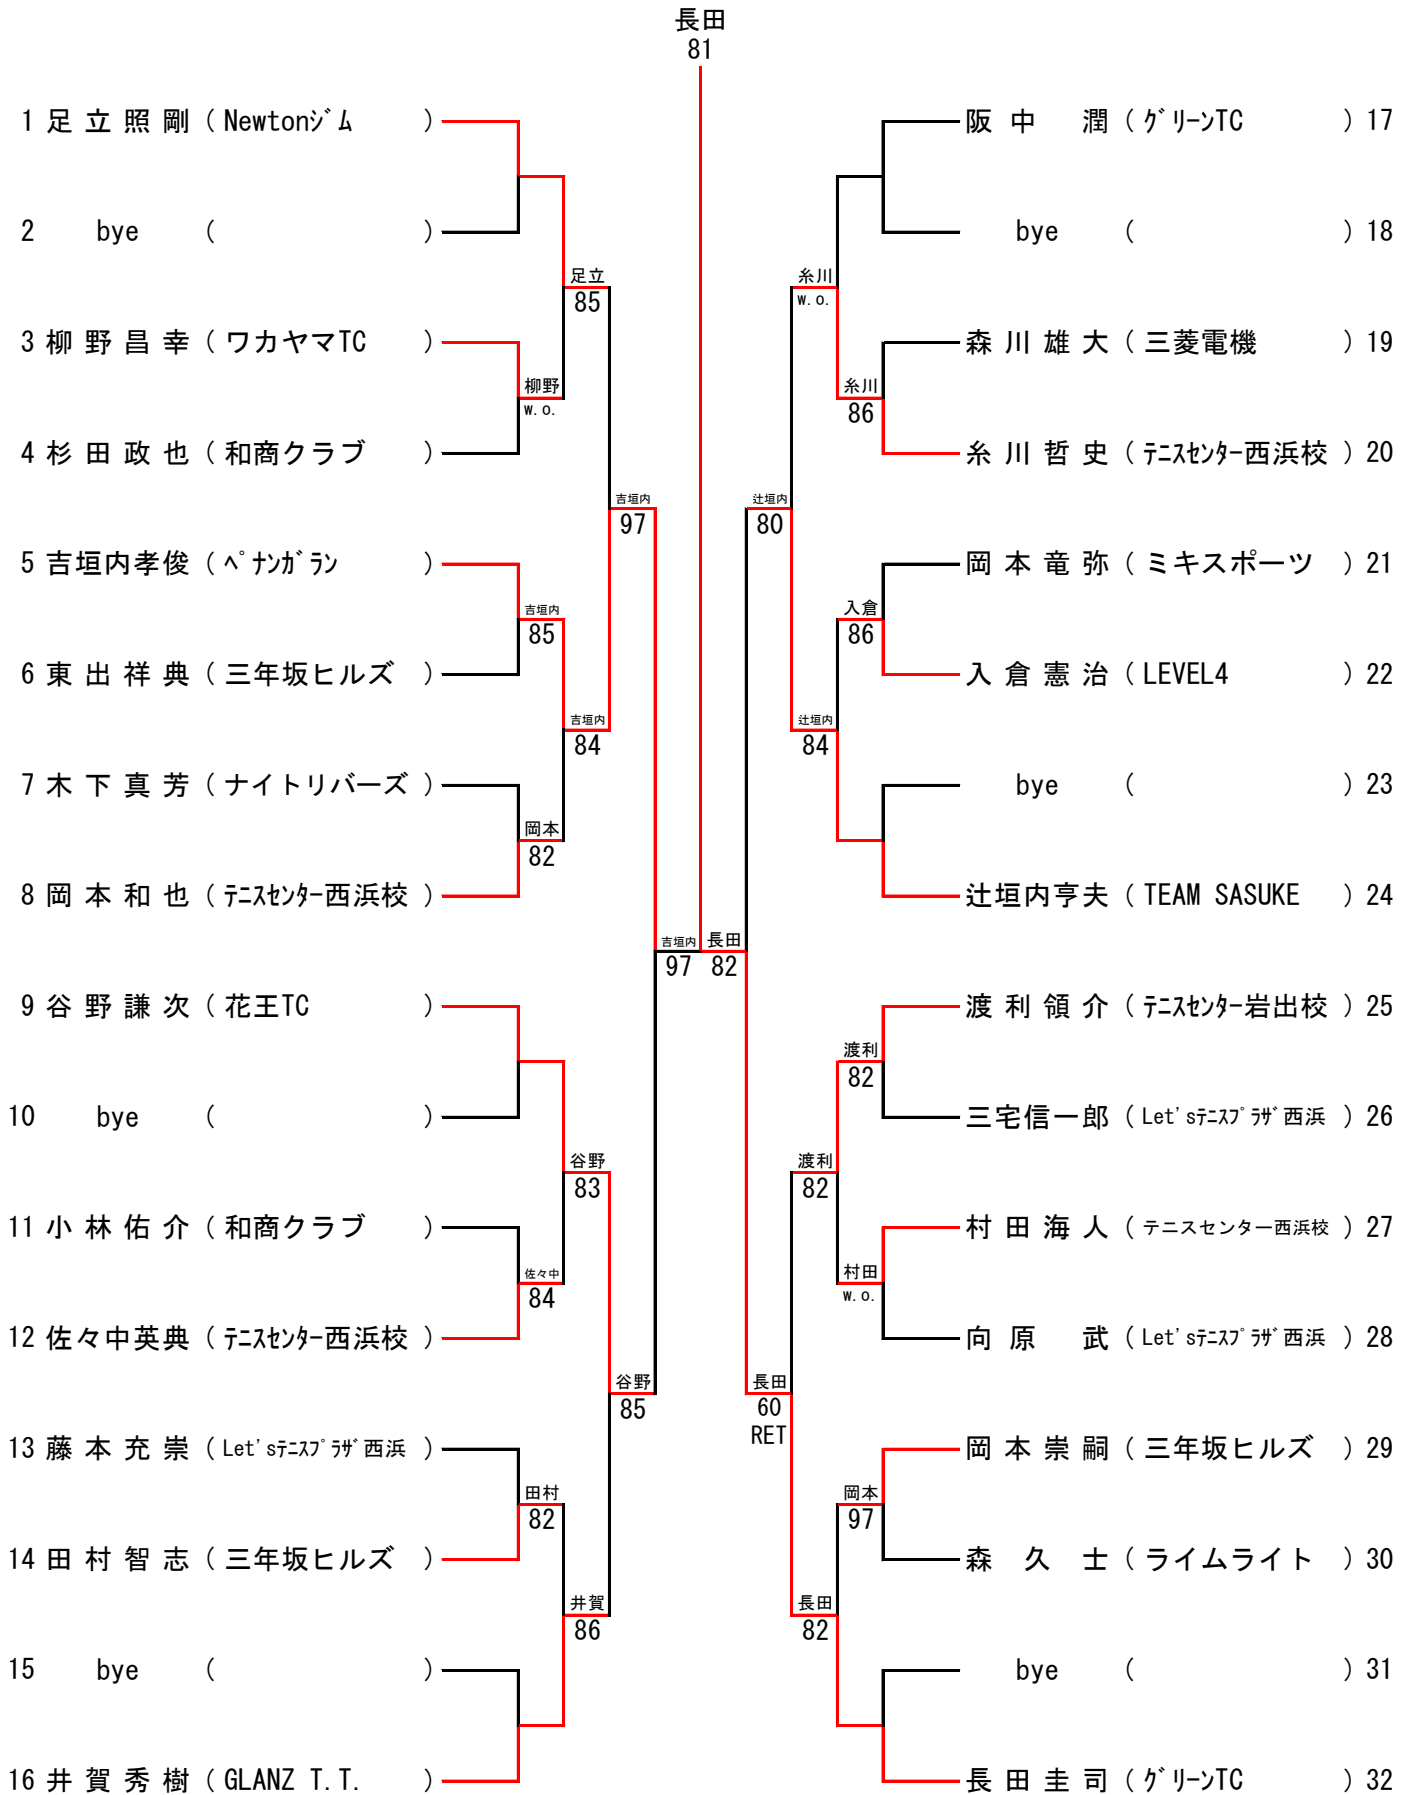 長田
81
1 足立照剛 ( Newtonｼﾞﾑ )
2 bye ( )
足立
85
3 柳野昌幸 ( ワカヤマTC )
柳野
w.o.
4 杉田政也 ( 和商クラブ )
吉垣内
97
5 吉垣内孝俊 ( ﾍﾟﾅﾝｶﾞﾗﾝ )
吉垣内
85
6 東出祥典 ( 三年坂ヒルズ )
吉垣内
84
7 木下真芳 ( ナイトリバーズ )
岡本
82
8 岡本和也 ( ﾃﾆｽｾﾝﾀｰ西浜校 )
吉垣内
97
9 谷野謙次 ( 花王TC )
10 bye ( )
谷野
83
11 小林佑介 ( 和商クラブ )
佐々中
84
12 佐々中英典 ( ﾃﾆｽｾﾝﾀｰ西浜校 )
谷野
85
13 藤本充崇 ( Let'sﾃﾆｽﾌﾟﾗｻﾞ西浜 )
田村
82
14 田村智志 ( 三年坂ヒルズ )
井賀
86
15 bye ( )
16 井賀秀樹 ( GLANZ T.T. )
阪中 潤 ( ｸﾞﾘｰﾝTC ) 17
bye ( ) 18
糸川
w.o.
森川雄大 ( 三菱電機 ) 19
糸川
86
糸川哲史 ( ﾃﾆｽｾﾝﾀｰ西浜校 ) 20
辻垣内
80
岡本竜弥 ( ミキスポーツ ) 21
入倉
86
入倉憲治 ( LEVEL4 ) 22
辻垣内
84
bye ( ) 23
辻垣内亨夫 ( TEAM SASUKE ) 24
長田
82
渡利領介 ( ﾃﾆｽｾﾝﾀｰ岩出校 ) 25
渡利
82
三宅信一郎 ( Let'sﾃﾆｽﾌﾟﾗｻﾞ西浜 ) 26
渡利
82
村田海人 ( テニスセンター西浜校 ) 27
村田
w.o.
向原 武 ( Let'sﾃﾆｽﾌﾟﾗｻﾞ西浜 ) 28
長田
60
RET
岡本崇嗣 ( 三年坂ヒルズ ) 29
岡本
97
森 久士 ( ライムライト ) 30
長田
82
bye ( ) 31
長田圭司 ( ｸﾞﾘｰﾝTC ) 32